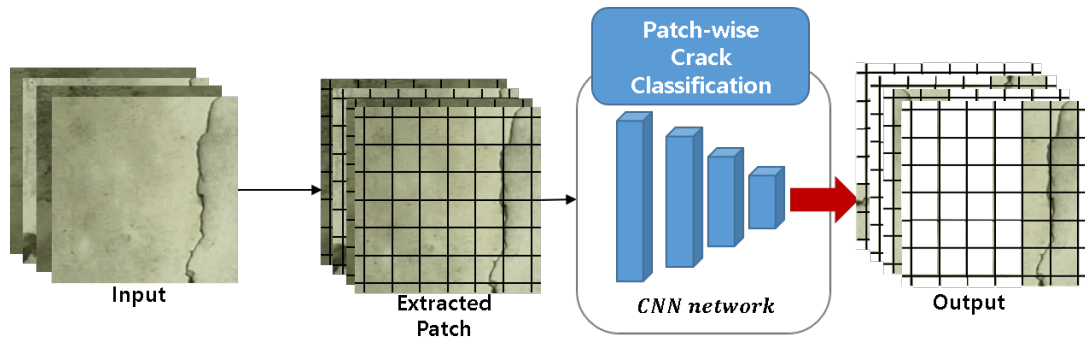 Patch-wise
Crack
Classification
Input
Extracted
Patch
CNN network
Output